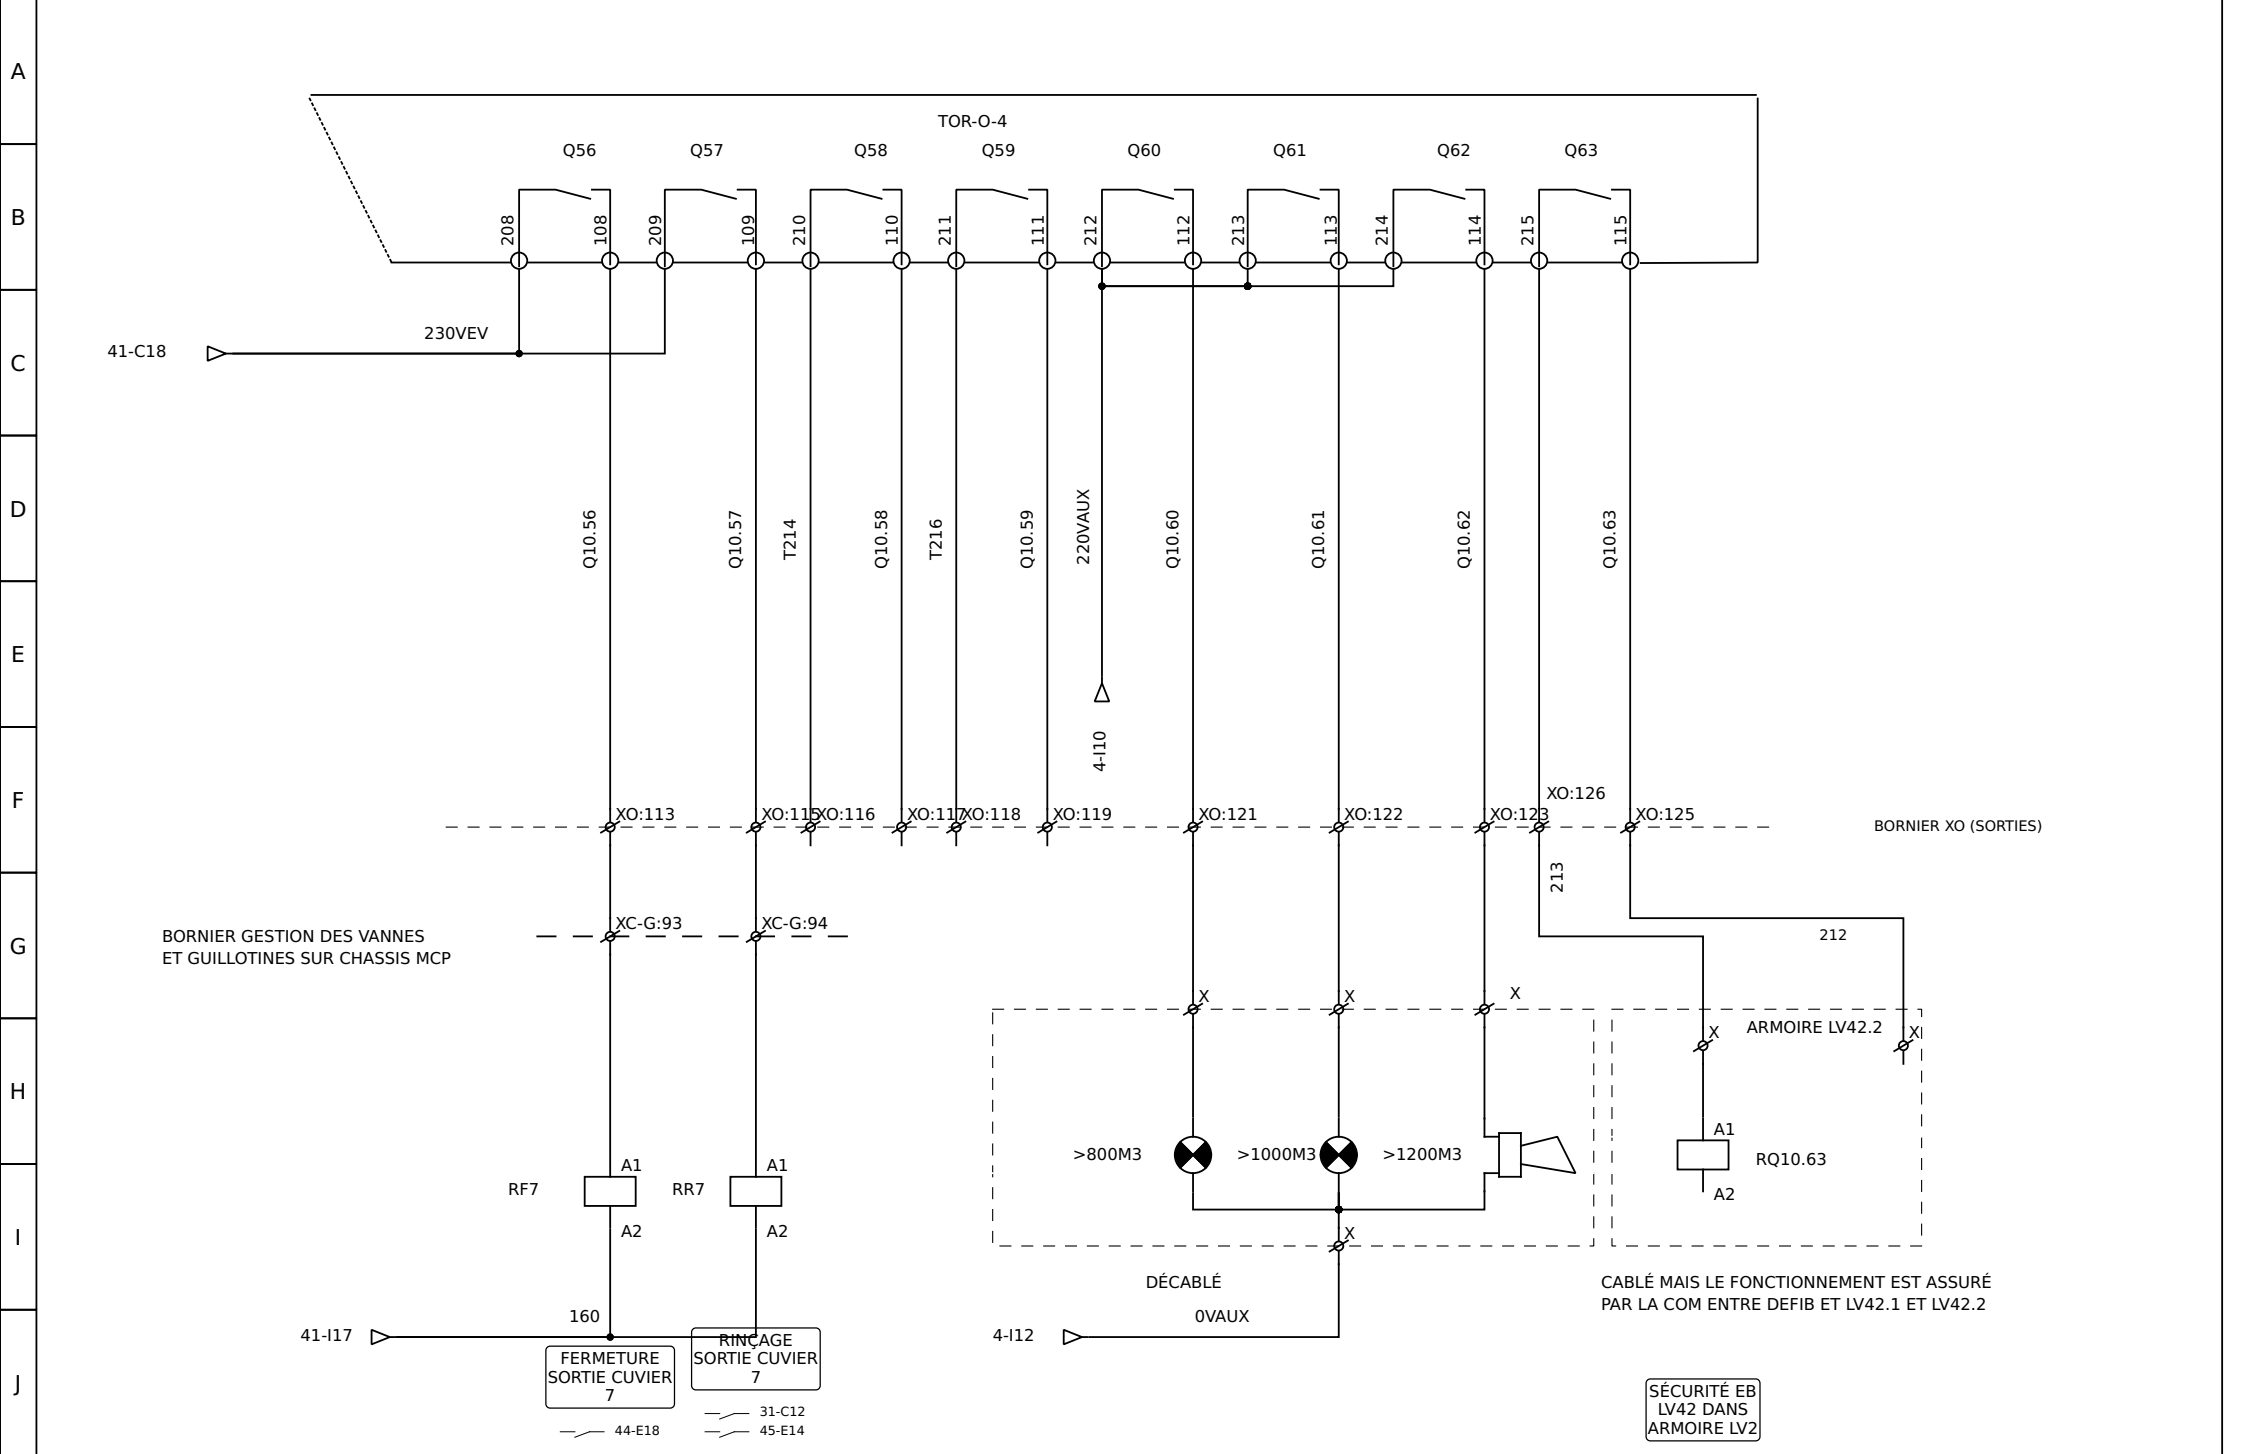 A
TOR-O-4
Q56 Q57 Q58 Q59 Q60 Q61 Q62 Q63
B
208 108 209 109 210 110 211 111 212 112 213 113 214 114 215 115
230VEV
41-C18
C
D
Q10.56 Q10.57 T214 Q10.58 T216 Q10.59 220VAUX Q10.60 Q10.61 Q10.62 Q10.63
E
4-I10
F
XO:126
XO:113 XO:115 XO:116 XO:117 XO:118 XO:119 XO:121 XO:122 XO:123 XO:125
BORNIER XO (SORTIES)
213
XC-G:93 XC-G:94
BORNIER GESTION DES VANNES
ET GUILLOTINES SUR CHASSIS MCP
G
212
X X X
ARMOIRE LV42.2
X X
H
A1
>800M3 >1000M3 >1200M3
RQ10.63
A2
A1 A1
RF7 RR7
A2 A2
I
X
DÉCABLÉ
CABLÉ MAIS LE FONCTIONNEMENT EST ASSURÉ
PAR LA COM ENTRE DEFIB ET LV42.1 ET LV42.2
160
0VAUX
41-I17
4-I12
RINÇAGE
SORTIE CUVIER
7
FERMETURE
SORTIE CUVIER
7
J
SÉCURITÉ EB
LV42 DANS
ARMOIRE LV2
31-C12
44-E18 45-E14